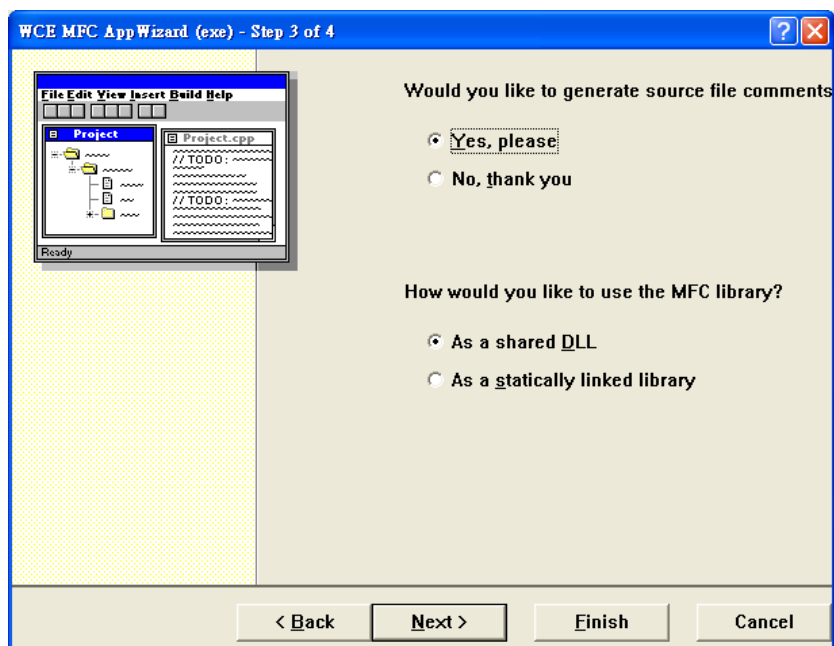 WCE MFC AppWizard (exe) - Step 3 of 4
File Edit View Insert Build Help
Project
Project.cpp
//TODO:
//TODO:
Ready
Would you like to generate source file comments
Yes, please
No, thank you
How would you like to use the MFC library?
As a shared DLL
As a statically linked library
< Back
Next >
Finish
Cancel